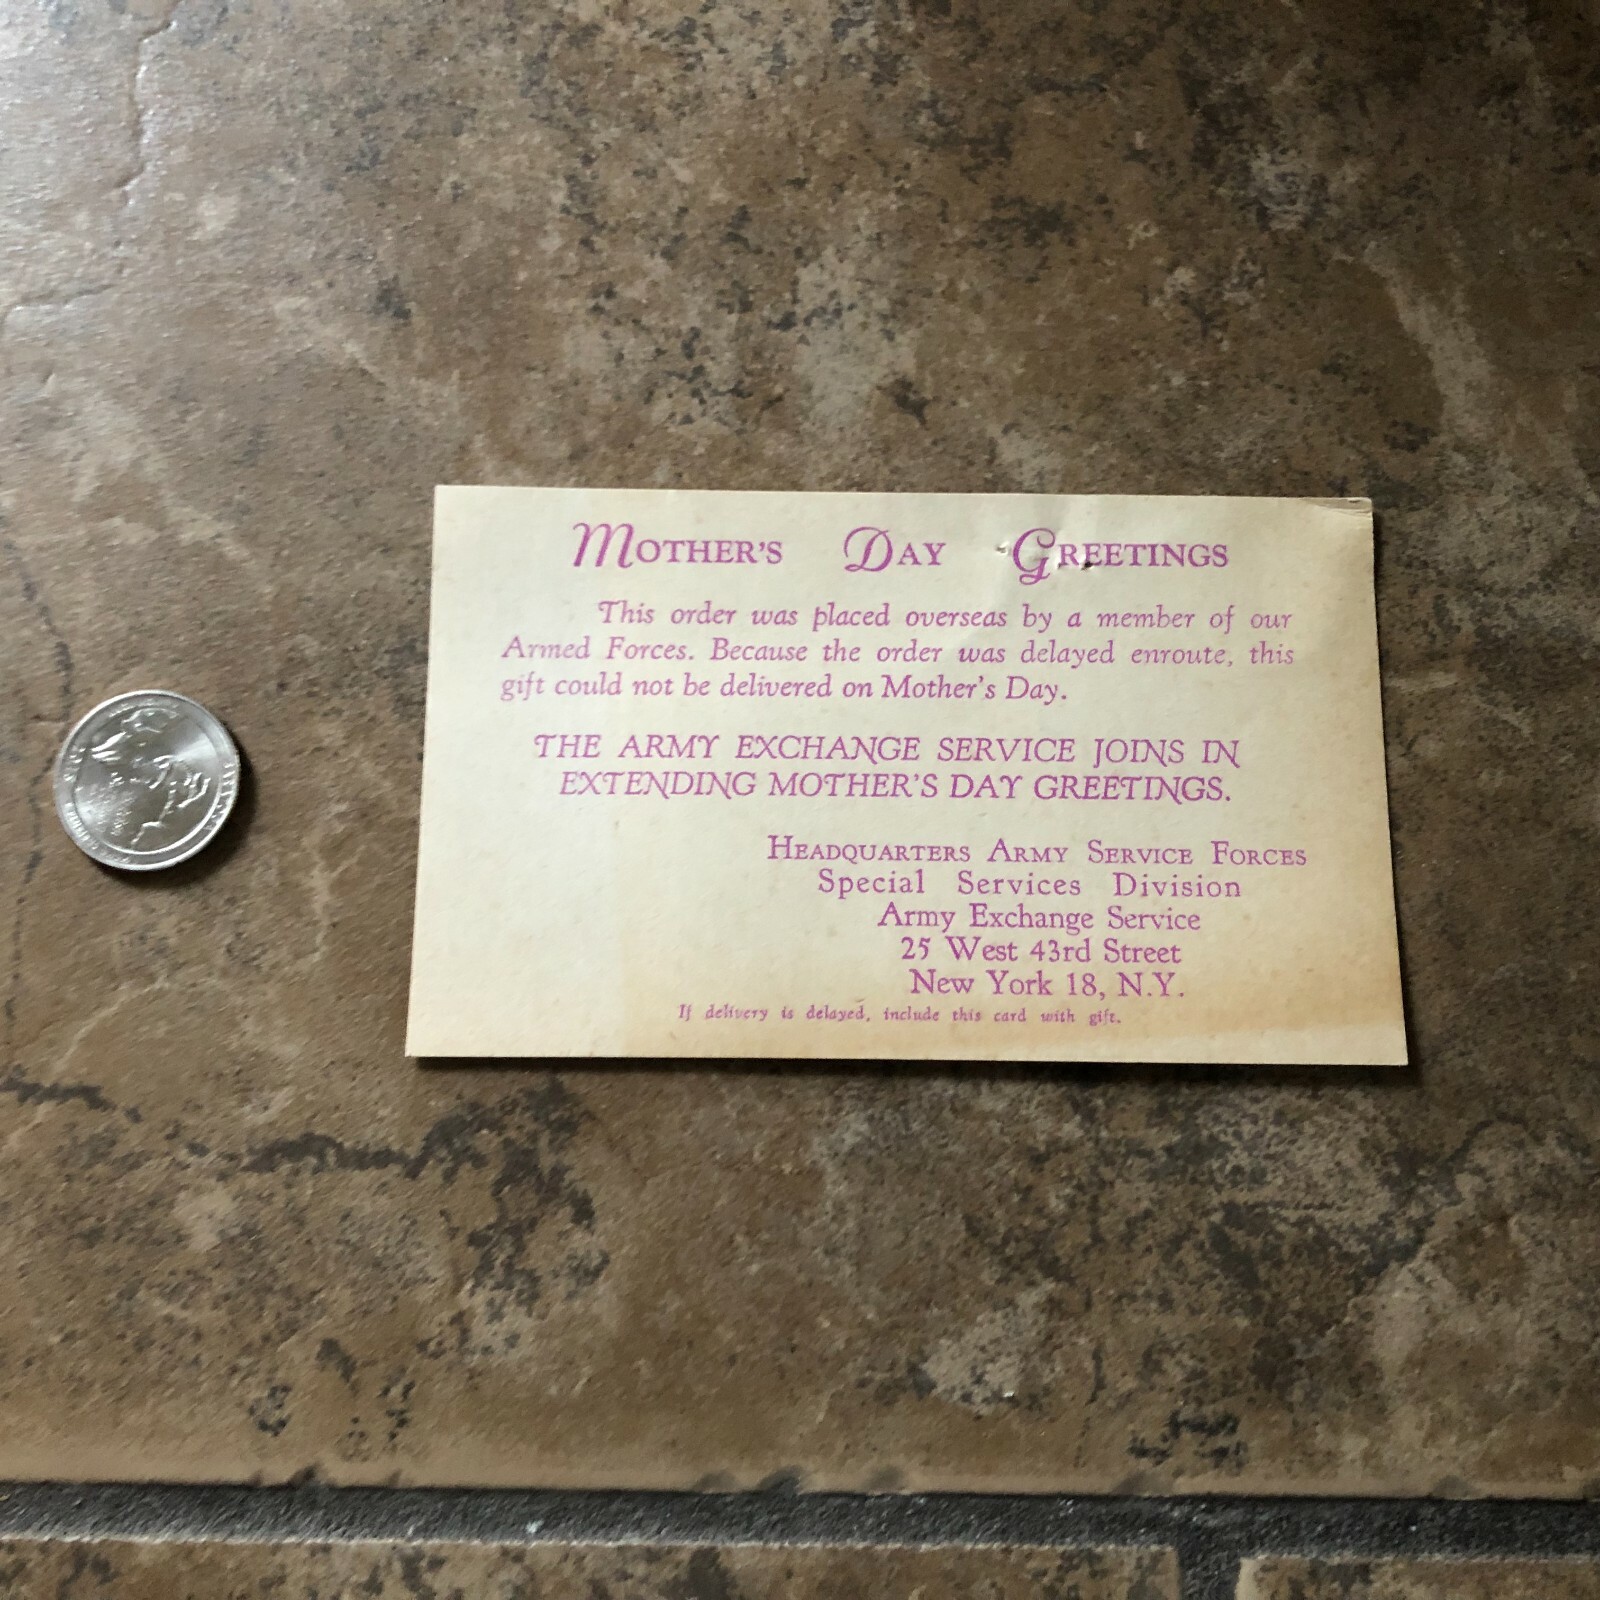 MOTHER'S DAY GREETINGS
This order was placed overseas by a member of our
Armed Forces. Because the order was delayed enroute, this
gift could not be delivered on Mother's Day.
THE ARMY EXCHANGE SERVICE JOINS IN
EXTENDING MOTHER'S DAY GREETINGS.
HEADQUARTERS ARMY SERVICE FORCES
Special Services Division
Army Exchange Service
25 West 43rd Street
New York 18, N.Y.
If delivery is delayed, include this card with gift.